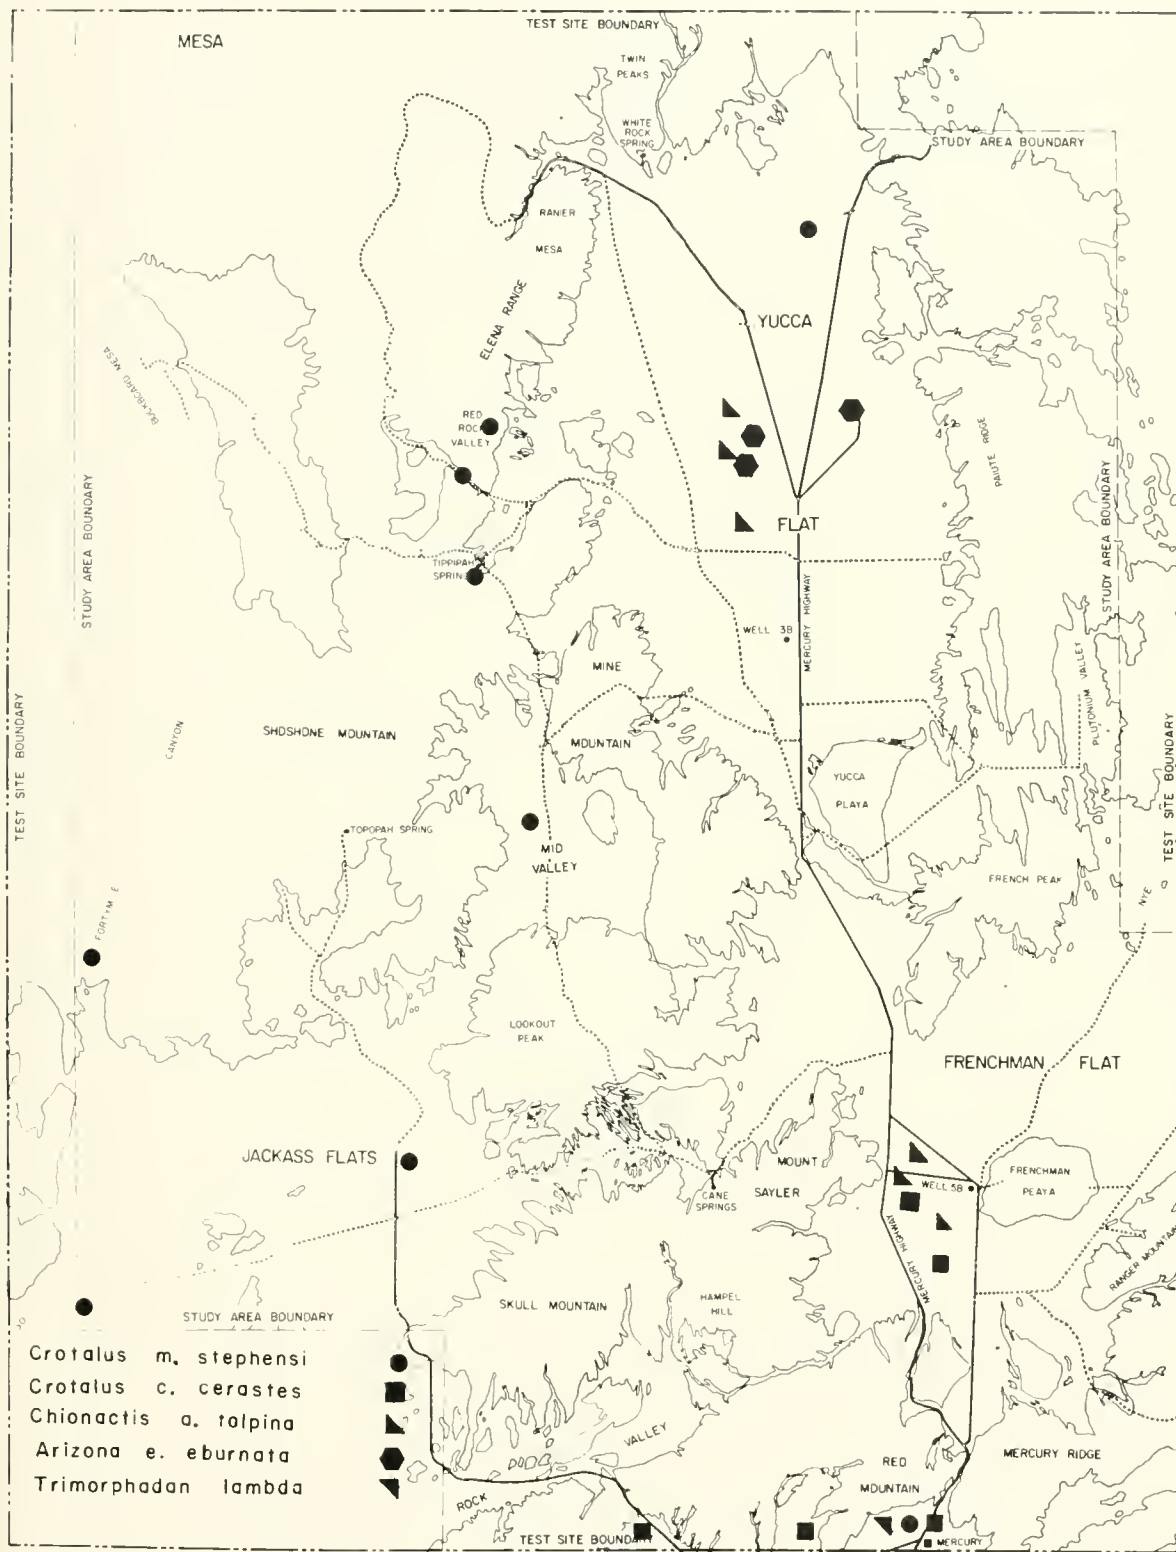 TEST SITE BOUNDARY
MESA
TWIN
PEAKS
WHITE
ROCK
SPRING
STUDY AREA BOUNDARY
RANIER
MESA
ELENA RANGE
YUCCA
BUCKBOARD MESA
RED
ROCK
VALLEY
PAIUTE RIDGE
STUDY AREA BOUNDARY
STUDY AREA BOUNDARY
FLAT
TIPPIPAH
SPRING
MERCURY HIGHWAY
WELL 3B
MINE
MOUNTAIN
SHOSHONE MOUNTAIN
CANYON
PLUTONIUM VALLEY
TEST SITE BOUNDARY
TEST SITE BOUNDARY
YUCCA
PLAYA
TOPOPAH SPRING
MID
VALLEY
FRENCH PEAK
NYE
FORTYMILE
LOOKOUT
PEAK
FRENCHMAN FLAT
JACKASS FLATS
MOUNT
SAYLER
CANE
SPRINGS
WELL 5B
FRENCHMAN
PLAYA
MERCURY HIGHWAY
RANGER MOUNTAIN
SKULL MOUNTAIN
HAMPEL
HILL
STUDY AREA BOUNDARY
Crotalus m. stephensi
Crotalus c. cerastes
Chionactis o. talpina
Arizona e. eburnata
Trimorphadan lambda
VALLEY
ROCK
RED
MOUNTAIN
MERCURY RIDGE
TEST SITE BOUNDARY
MERCURY